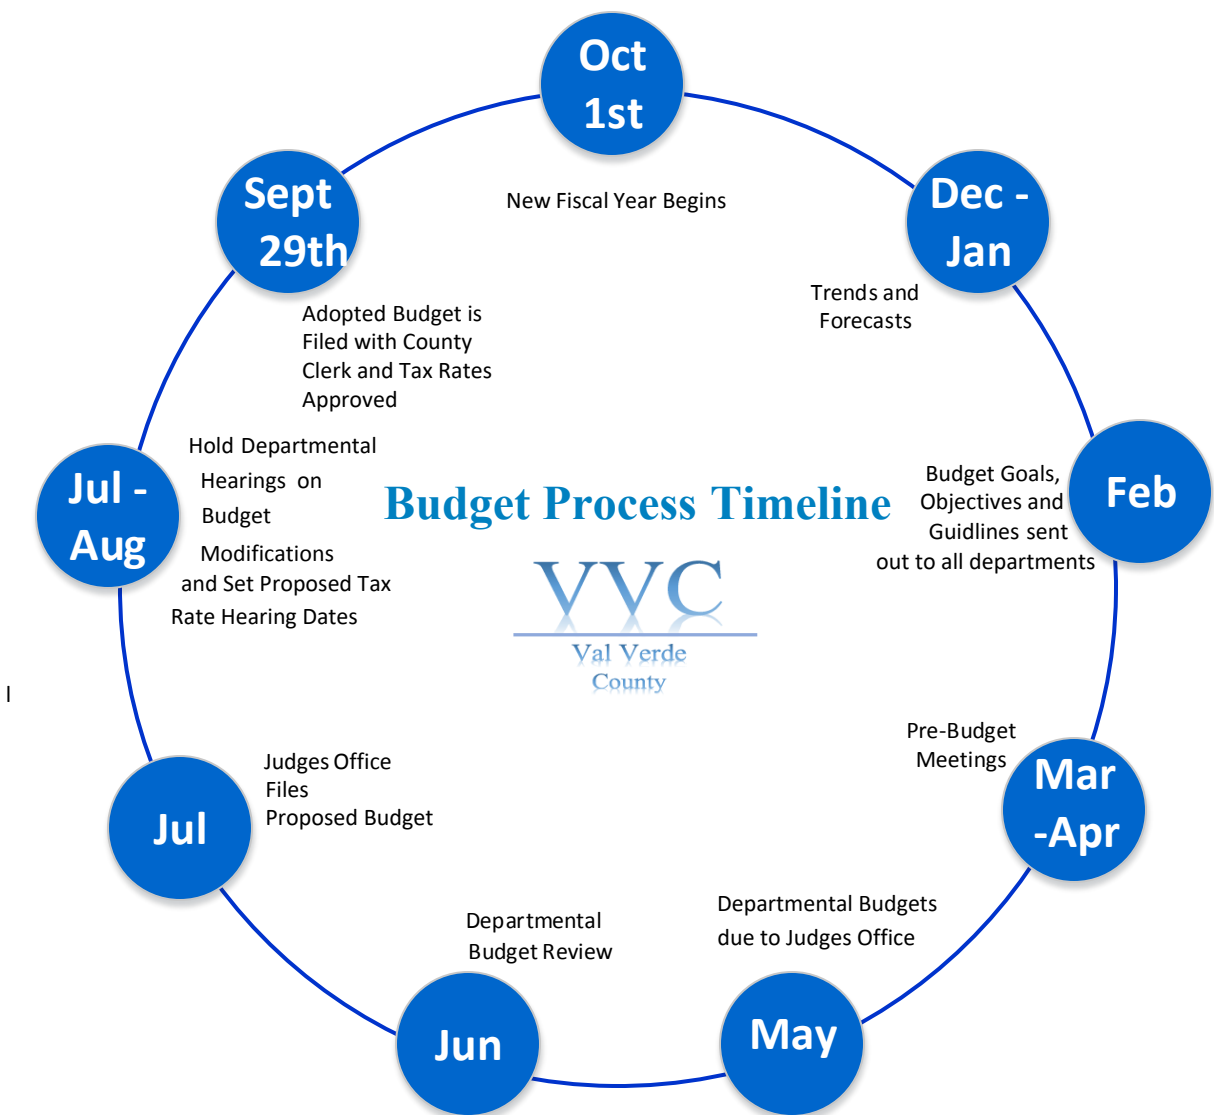 Oct
1st
New Fiscal Year Begins
Dec -
Jan
Trends and
Forecasts
Feb
Budget Goals,
Objectives and
Guidlines sent
out to all departments
Mar
-Apr
Pre-Budget
Meetings
May
Departmental Budgets
due to Judges Office
Jun
Departmental
Budget Review
Jul
Judges Office
Files
Proposed Budget
Jul -
Aug
Hold Departmental
Hearings on
Budget
Modifications
and Set Proposed Tax
Rate Hearing Dates
Sept
29th
Adopted Budget is
Filed with County
Clerk and Tax Rates
Approved
Budget Process Timeline
VVC
Val Verde
County
l